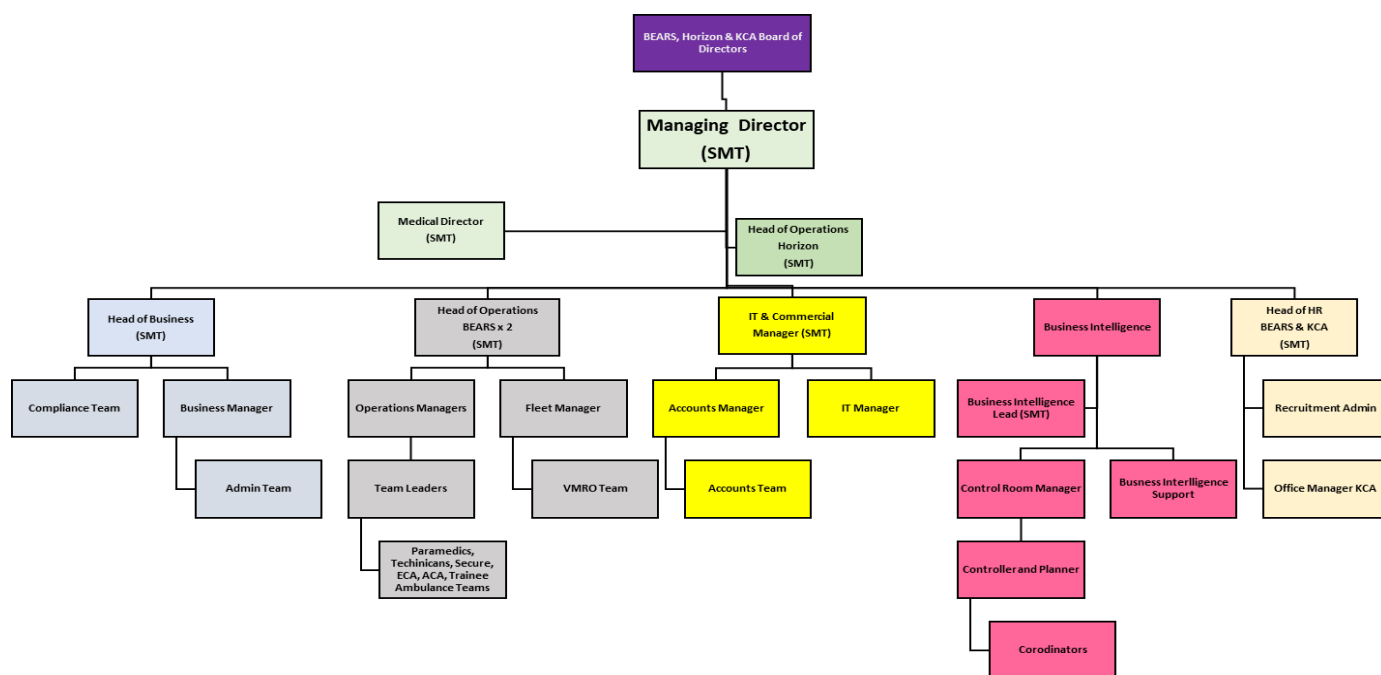 BEARS, Horizon & KCA Board of
Directors
Managing Director
(SMT)
Medical Director
(SMT)
Head of Operations
Horizon
(SMT)
Head of Business
(SMT)
Head of Operations
BEARS x 2
(SMT)
IT & Commercial
Manager (SMT)
Business Intelligence
Head of HR
BEARS & KCA
(SMT)
Compliance Team
Business Manager
Operations Managers
Fleet Manager
Accounts Manager
IT Manager
Business Intelligence
Lead (SMT)
Recruitment Admin
Admin Team
Team Leaders
VMRO Team
Accounts Team
Control Room Manager
Busness Interlligence
Support
Office Manager KCA
Paramedics,
Techinicans, Secure,
ECA, ACA, Trainee
Ambulance Teams
Controller and Planner
Corodinators